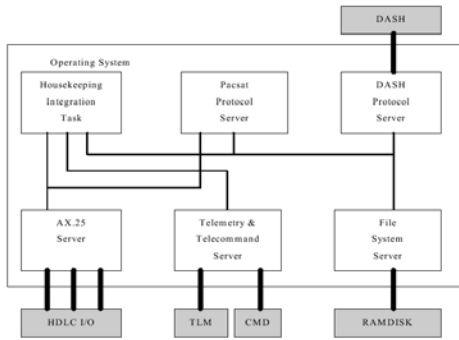 DASH
Operating System
Housekeeping
Integration
Task
Pacsat
Protocol
Server
DASH
Protocol
Server
AX.25
Server
Telemetry &
Telecommand
Server
File
System
Server
HDLC I/O
TLM
CMD
RAMDISK